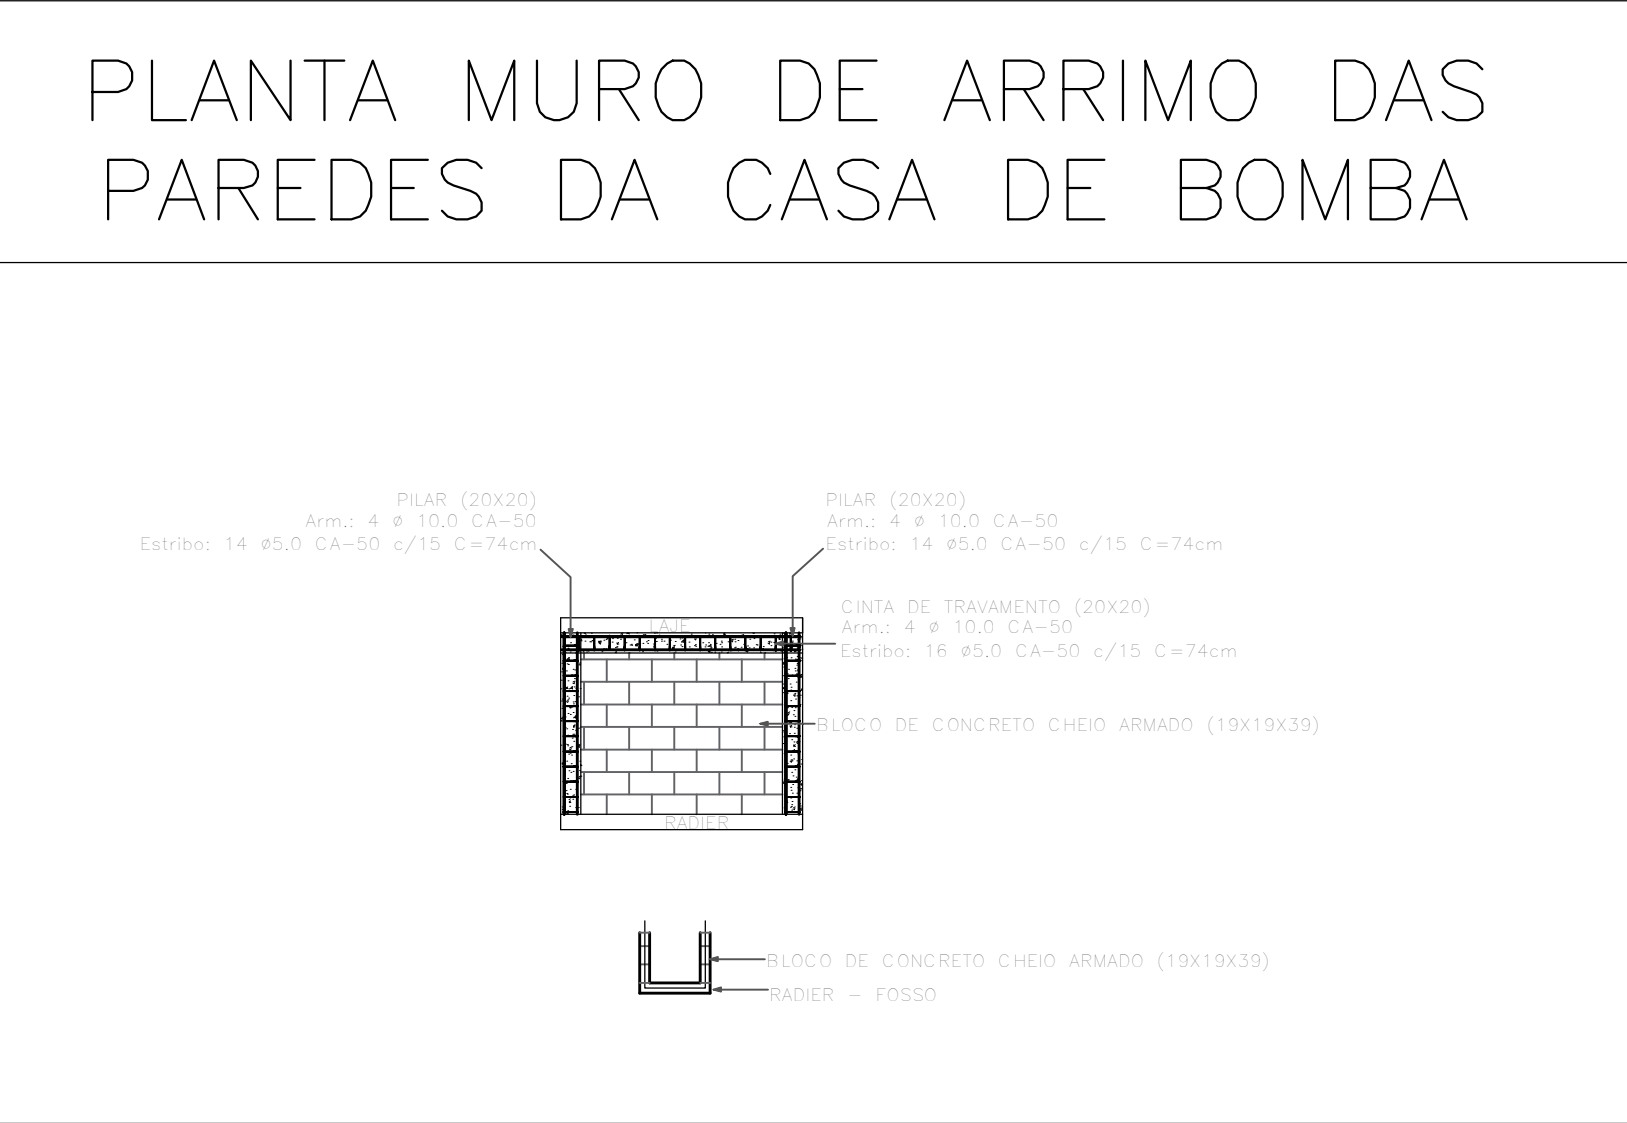 PLANTA MURO DE ARRIMO DAS
PAREDES DA CASA DE BOMBA
PILAR (20X20)
Arm.: 4 ø 10.0 CA-50
Estribo: 14 ø5.0 CA-50 c/15 C=74cm
PILAR (20X20)
Arm.: 4 ø 10.0 CA-50
Estribo: 14 ø5.0 CA-50 c/15 C=74cm
CINTA DE TRAVAMENTO (20X20)
Arm.: 4 ø 10.0 CA-50
Estribo: 16 ø5.0 CA-50 c/15 C=74cm
LAJE
BLOCO DE CONCRETO CHEIO ARMADO (19X19X39)
RADIER
BLOCO DE CONCRETO CHEIO ARMADO (19X19X39)
RADIER - FOSSO